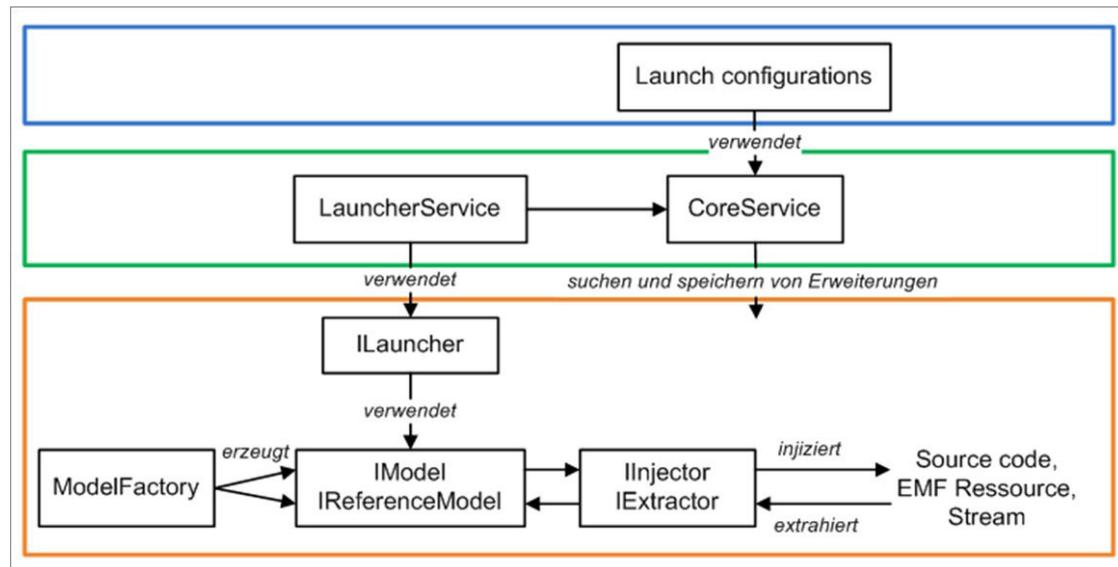 Launch configurations
verwendet
LauncherService
CoreService
verwendet
suchen und speichern von Erweiterungen
ILauncher
verwendet
erzeugt
injiziert
ModelFactory
IModel
IReferenceModel
IInjector
IExtractor
Source code,
EMF Ressource,
Stream
extrahiert